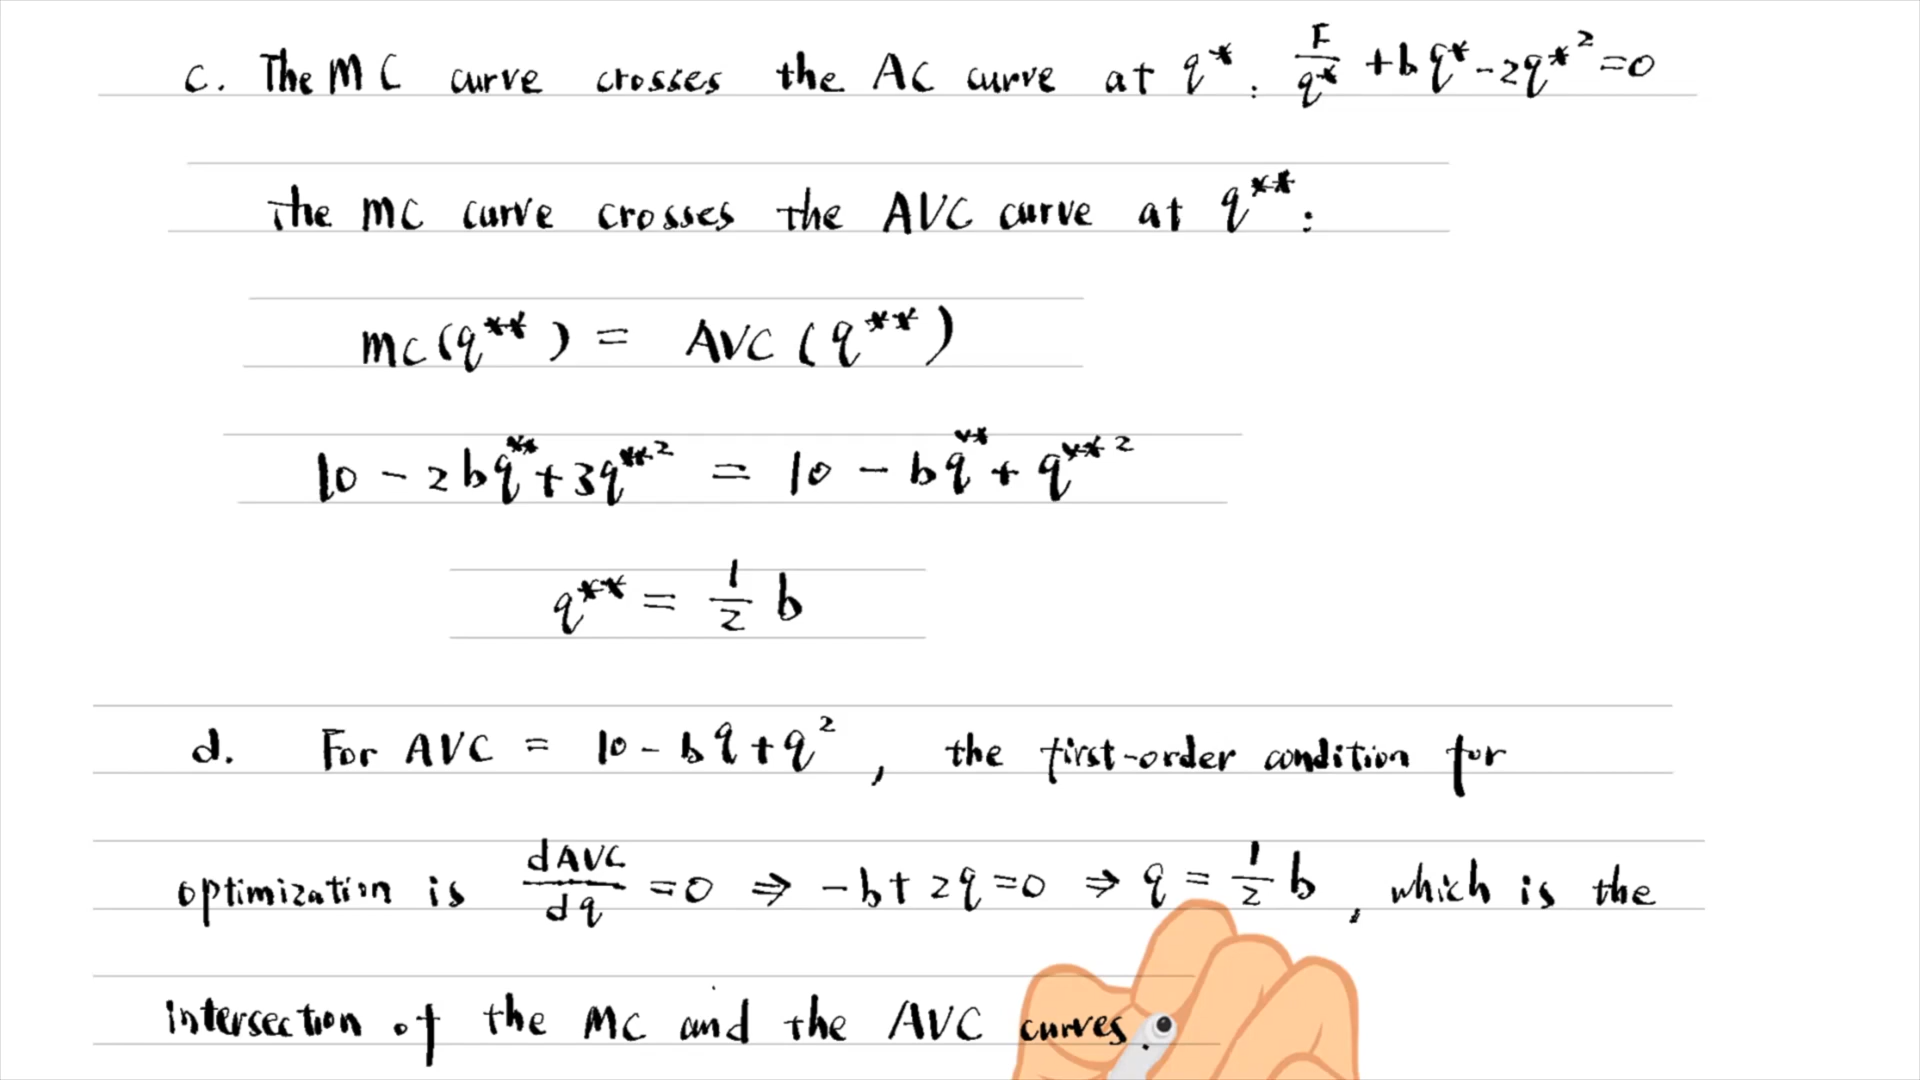 c. The MC curve crosses the AC curve at q* : F/q* + bq* - 2q*² = 0
The MC curve crosses the AVC curve at q** :
MC(q**) = AVC(q**)
10 - 2bq** + 3q**² = 10 - bq** + q**²
q** = 1/2 b
d. For AVC = 10 - bq + q² , the first-order condition for
optimization is dAVC/dq = 0 ⇒ -b + 2q = 0 ⇒ q = 1/2 b , which is the
intersection of the MC and the AVC curves.